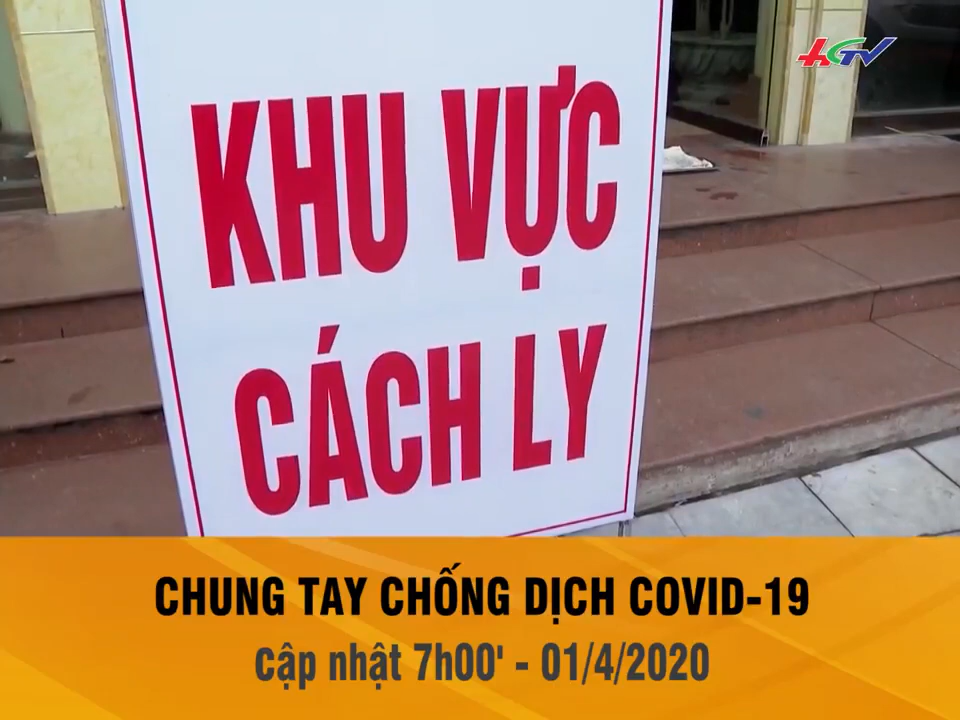 HGTV
KHU VỰC
CÁCH LY
CHUNG TAY CHỐNG DỊCH COVID-19
cập nhật 7h00' - 01/4/2020